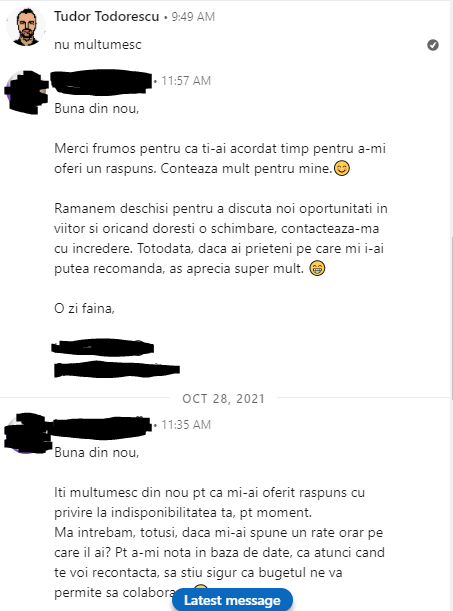 Tudor Todorescu • 9:49 AM
nu multumesc
• 11:57 AM
Buna din nou,
Merci frumos pentru ca ti-ai acordat timp pentru a-mi
oferi un raspuns. Conteaza mult pentru mine.😊
Ramanem deschisi pentru a discuta noi oportunitati in
viitor si oricand doresti o schimbare, contacteaza-ma
cu incredere. Totodata, daca ai prieteni pe care mi i-ai
putea recomanda, as aprecia super mult. 😁
O zi faina,
OCT 28, 2021
• 11:35 AM
Buna din nou,
Iti multumesc din nou pt ca mi-ai oferit raspuns cu
privire la indisponibilitatea ta, pt moment.
Ma intrebam, totusi, daca mi-ai spune un rate orar pe
care il ai? Pt a-mi nota in baza de date, ca atunci cand
te voi recontacta, sa stiu sigur ca bugetul ne va
permite sa
Latest message